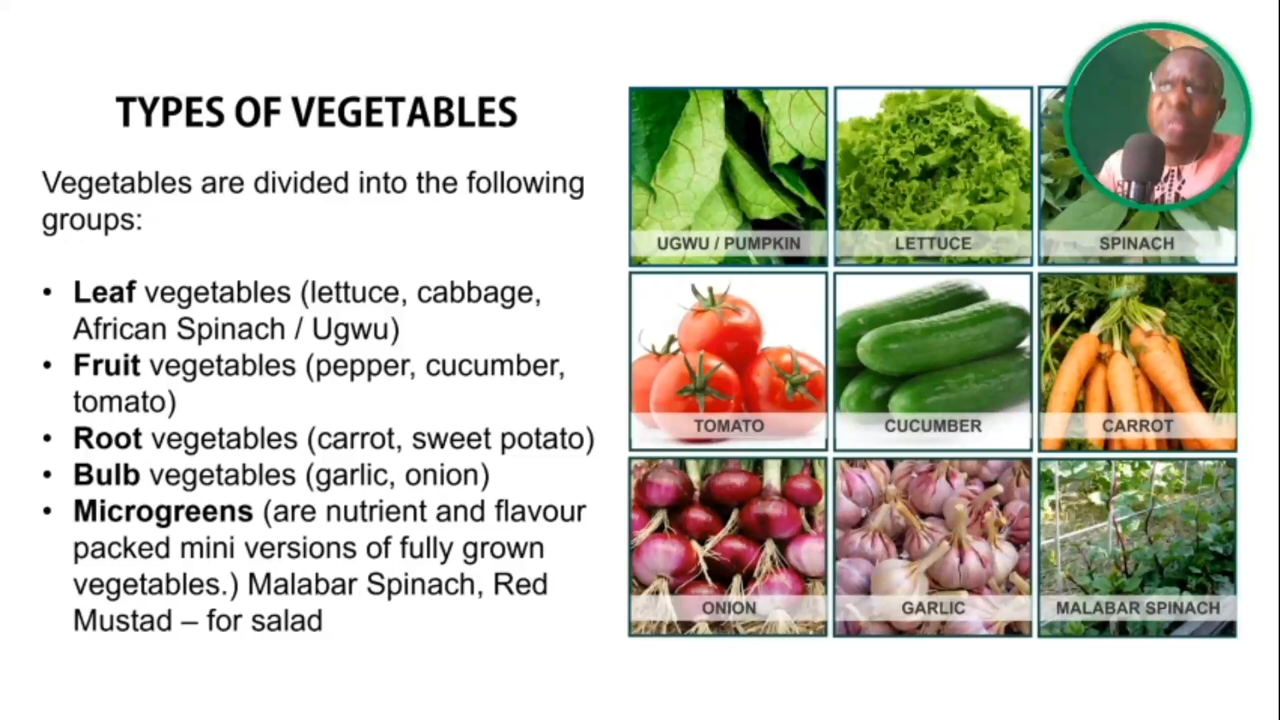 TYPES OF VEGETABLES
Vegetables are divided into the following
groups:
• Leaf vegetables (lettuce, cabbage,
African Spinach / Ugwu)
• Fruit vegetables (pepper, cucumber,
tomato)
• Root vegetables (carrot, sweet potato)
• Bulb vegetables (garlic, onion)
• Microgreens (are nutrient and flavour
packed mini versions of fully grown
vegetables.) Malabar Spinach, Red
Mustad – for salad
UGWU / PUMPKIN
LETTUCE
SPINACH
TOMATO
CUCUMBER
CARROT
ONION
GARLIC
MALABAR SPINACH